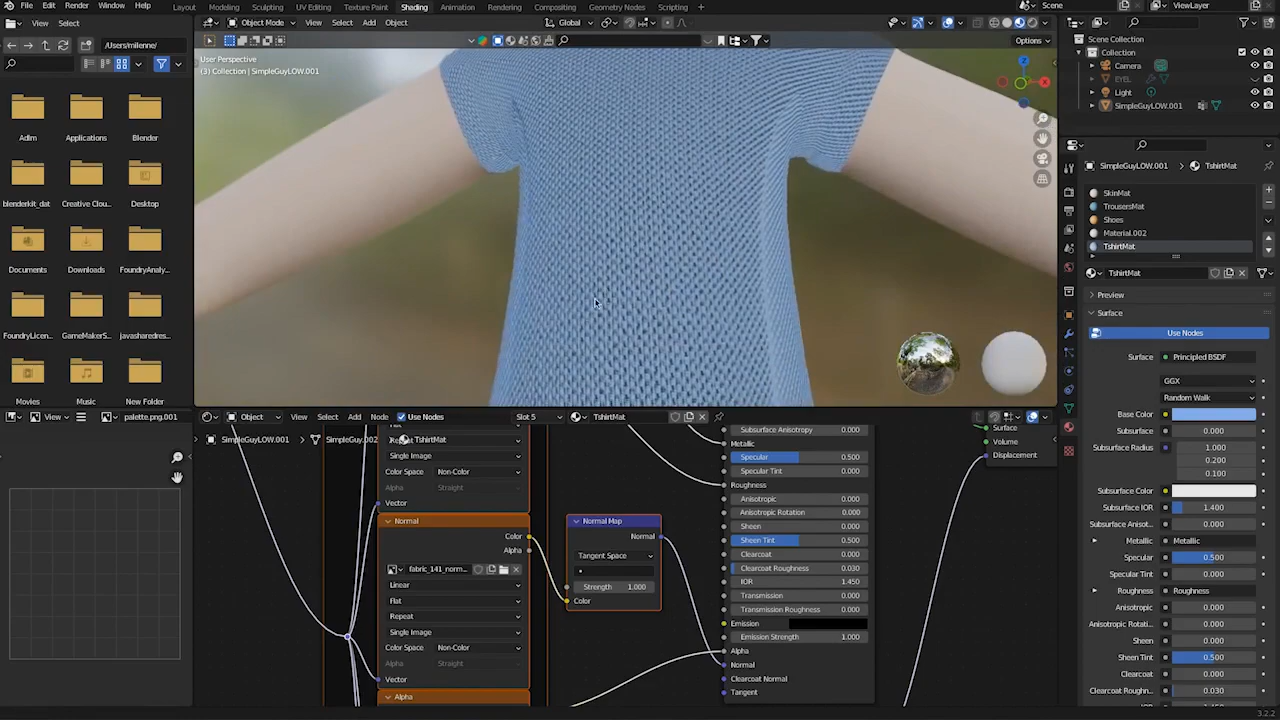 File Edit Render Window Help Layout Modeling Sculpting UV Editing Texture Paint Shading Animation Rendering Compositing Geometry Nodes Scripting Scene ViewLayer
View Select
Object Mode View Select Add Object Global
/Users/milenne/
Options
User Perspective
(3) Collection | SimpleGuyLOW.001
Adlm Applications Blender
blenderkit_dat Creative Clou... Desktop
Documents Downloads FoundryAnaly...
FoundryLicen... GameMakerS... javasharedres...
Movies Music New Folder
Scene Collection
Collection
Camera
EYEL
Light
SimpleGuyLOW.001
SimpleGuyLOW.001 TshirtMat
SkinMat
TrousersMat
Shoes
Material.002
TshirtMat
TshirtMat
Preview
Surface
Use Nodes
Surface Principled BSDF
GGX
Random Walk
Base Color
Subsurface 0.000
Subsurface Radius 1.000
0.200
0.100
Subsurface Color
Subsurface IOR 1.400
Subsurface Anisot... 0.000
Metallic Metallic
Specular 0.500
Specular Tint 0.000
Roughness Roughness
Anisotropic 0.000
Anisotropic Rotati... 0.000
Sheen 0.000
Sheen Tint 0.500
Clearcoat 0.000
Clearcoat Roughn... 0.030
View palette.png.001
Object View Select Add Node Use Nodes Slot 5 TshirtMat
SimpleGuyLOW.001 SimpleGuy.002 TshirtMat
Flat
Repeat
Single Image
Color Space Non-Color
Alpha Straight
Vector
Normal
Color
Alpha
fabric_141_norm...
Linear
Flat
Repeat
Single Image
Color Space Non-Color
Alpha Straight
Vector
Alpha
Normal Map
Normal
Tangent Space
Strength 1.000
Color
Subsurface Anisotropy 0.000
Metallic
Specular 0.500
Specular Tint 0.000
Roughness
Anisotropic 0.000
Anisotropic Rotation 0.000
Sheen 0.000
Sheen Tint 0.500
Clearcoat 0.000
Clearcoat Roughness 0.030
IOR 1.450
Transmission 0.000
Transmission Roughness 0.000
Emission
Emission Strength 1.000
Alpha
Normal
Clearcoat Normal
Tangent
Surface
Volume
Displacement
3.2.2